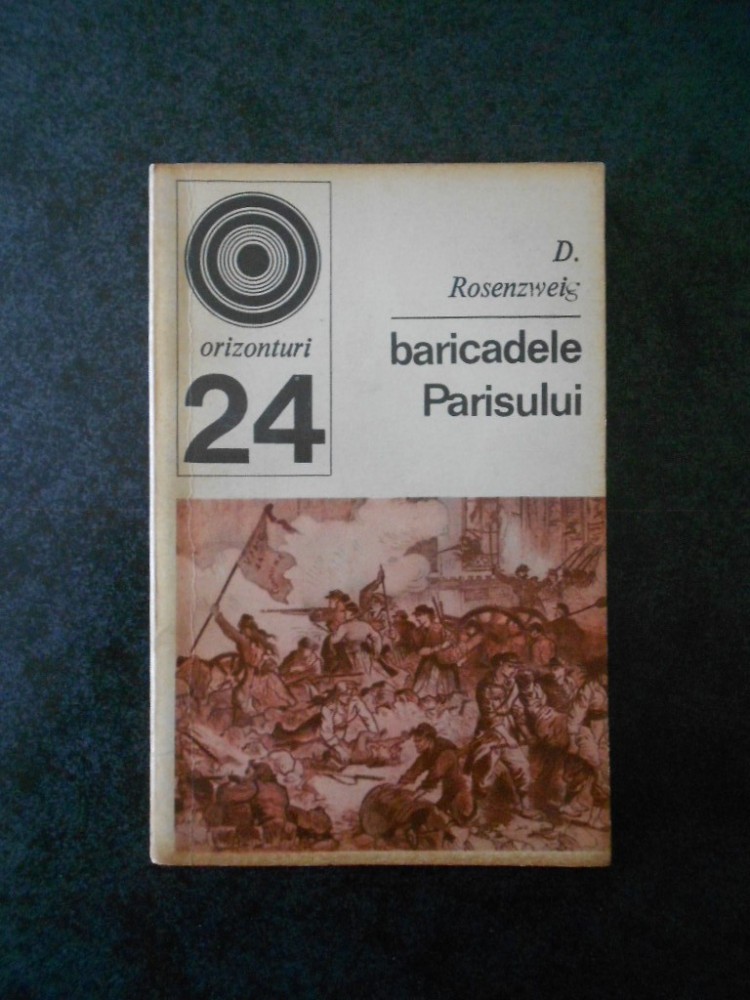 orizonturi
24
D.
Rosenzweig
baricadele
Parisului